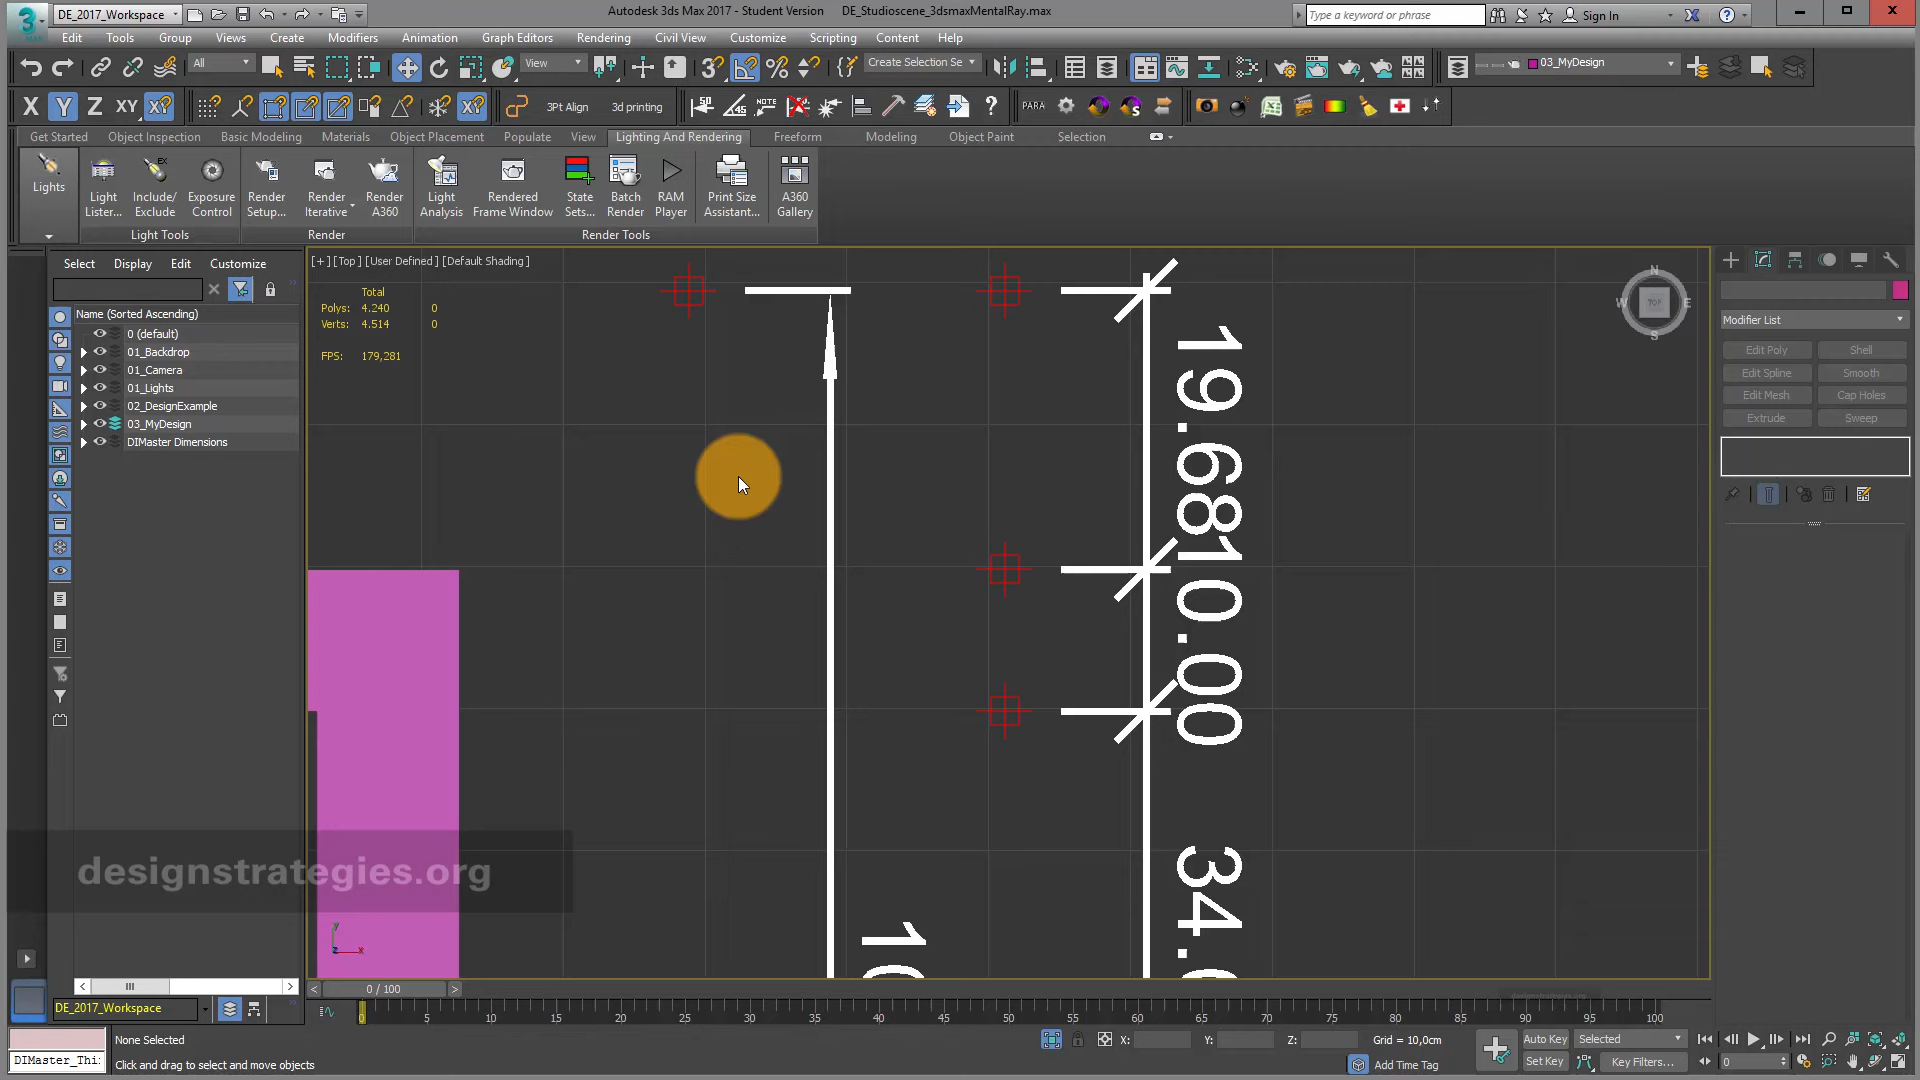 DE_2017_Workspace
Autodesk 3ds Max 2017 - Student Version DE_Studioscene_3dsmaxMentalRay.max
Type a keyword or phrase
Sign In
Edit Tools Group Views Create Modifiers Animation Graph Editors Rendering Civil View Customize Scripting Content Help
All
View
Create Selection Se
03_MyDesign
X Y Z XY
3Pt Align 3d printing
PARA
Get Started Object Inspection Basic Modeling Materials Object Placement Populate View Lighting And Rendering Freeform Modeling Object Paint Selection
Lights
Light Lister...
Include/ Exclude
Exposure Control
Render Setup...
Render Iterative
Render A360
Light Analysis
Rendered Frame Window
State Sets...
Batch Render
RAM Player
Print Size Assistant...
A360 Gallery
Light Tools Render Render Tools
Select Display Edit Customize
Name (Sorted Ascending)
0 (default)
01_Backdrop
01_Camera
01_Lights
02_DesignExample
03_MyDesign
DIMaster Dimensions
[+] [Top] [User Defined] [Default Shading]
Total
Polys: 4.240 0
Verts: 4.514 0
FPS: 179,281
19.68
10.00
34.
10
TOP
N
W
E
S
Modifier List
Edit Poly Shell
Edit Spline Smooth
Edit Mesh Cap Holes
Extrude Sweep
designstrategies.org
y
z x
0 / 100
DE_2017_Workspace
0 5 10 15 20 25 30 35 40 45 50 55 60 65 70 75 80 85 90 95 100
None Selected
X: Y: Z: Grid = 10,0cm
Auto Key Selected
DIMaster_Thi:
Click and drag to select and move objects
Add Time Tag
Set Key Key Filters...
0